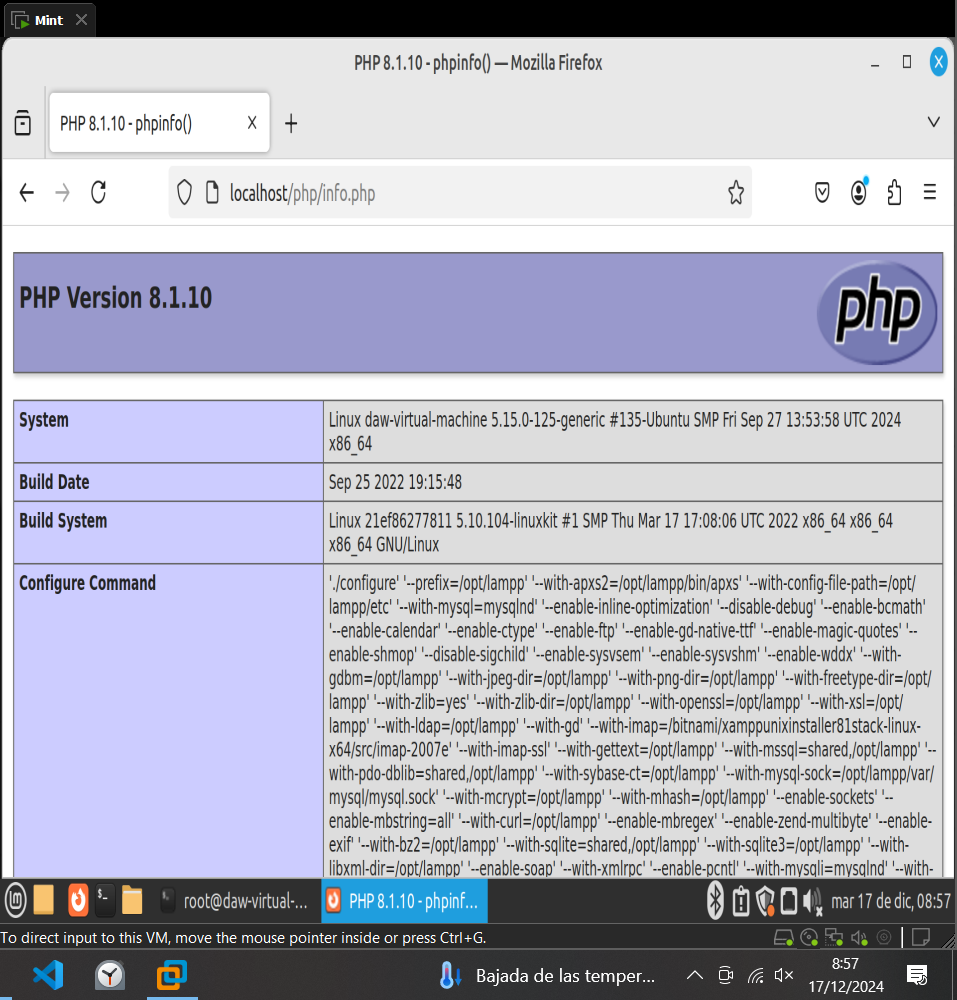 Mint
PHP 8.1.10 - phpinfo() — Mozilla Firefox
PHP 8.1.10 - phpinfo()
localhost/php/info.php
PHP Version 8.1.10
php
System
Linux daw-virtual-machine 5.15.0-125-generic #135-Ubuntu SMP Fri Sep 27 13:53:58 UTC 2024
x86_64
Build Date
Sep 25 2022 19:15:48
Build System
Linux 21ef86277811 5.10.104-linuxkit #1 SMP Thu Mar 17 17:08:06 UTC 2022 x86_64 x86_64
x86_64 GNU/Linux
Configure Command
'./configure' '--prefix=/opt/lampp' '--with-apxs2=/opt/lampp/bin/apxs' '--with-config-file-path=/opt/
lampp/etc' '--with-mysql=mysqlnd' '--enable-inline-optimization' '--disable-debug' '--enable-bcmath'
'--enable-calendar' '--enable-ctype' '--enable-ftp' '--enable-gd-native-ttf' '--enable-magic-quotes' '--
enable-shmop' '--disable-sigchild' '--enable-sysvsem' '--enable-sysvshm' '--enable-wddx' '--with-
gdbm=/opt/lampp' '--with-jpeg-dir=/opt/lampp' '--with-png-dir=/opt/lampp' '--with-freetype-dir=/opt/
lampp' '--with-zlib=yes' '--with-zlib-dir=/opt/lampp' '--with-openssl=/opt/lampp' '--with-xsl=/opt/
lampp' '--with-ldap=/opt/lampp' '--with-gd' '--with-imap=/bitnami/xamppunixinstaller81stack-linux-
x64/src/imap-2007e' '--with-imap-ssl' '--with-gettext=/opt/lampp' '--with-mssql=shared,/opt/lampp' '--
with-pdo-dblib=shared,/opt/lampp' '--with-sybase-ct=/opt/lampp' '--with-mysql-sock=/opt/lampp/var/
mysql/mysql.sock' '--with-mcrypt=/opt/lampp' '--with-mhash=/opt/lampp' '--enable-sockets' '--
enable-mbstring=all' '--with-curl=/opt/lampp' '--enable-mbregex' '--enable-zend-multibyte' '--enable-
exif' '--with-bz2=/opt/lampp' '--with-sqlite=shared,/opt/lampp' '--with-sqlite3=/opt/lampp' '--with-
libxml-dir=/opt/lampp' '--enable-soap' '--with-xmlrpc' '--enable-pcntl' '--with-mysqli=mysqlnd' '--with-
root@daw-virtual-...
PHP 8.1.10 - phpinf...
mar 17 de dic, 08:57
To direct input to this VM, move the mouse pointer inside or press Ctrl+G.
Bajada de las temper...
8:57
17/12/2024